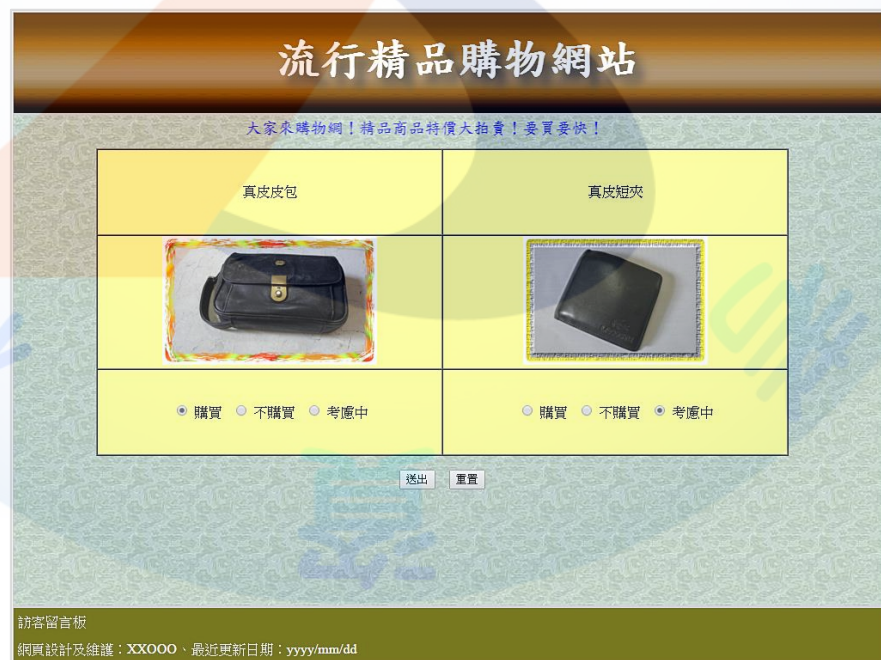 流行精品購物網站
大家來購物網！精品商品特價大拍賣！要買要快！
真皮皮包 真皮短夾
購買 不購買 考慮中 購買 不購買 考慮中
送出 重置
訪客留言板
網頁設計及維護：XXOOO、最近更新日期：yyyy/mm/dd